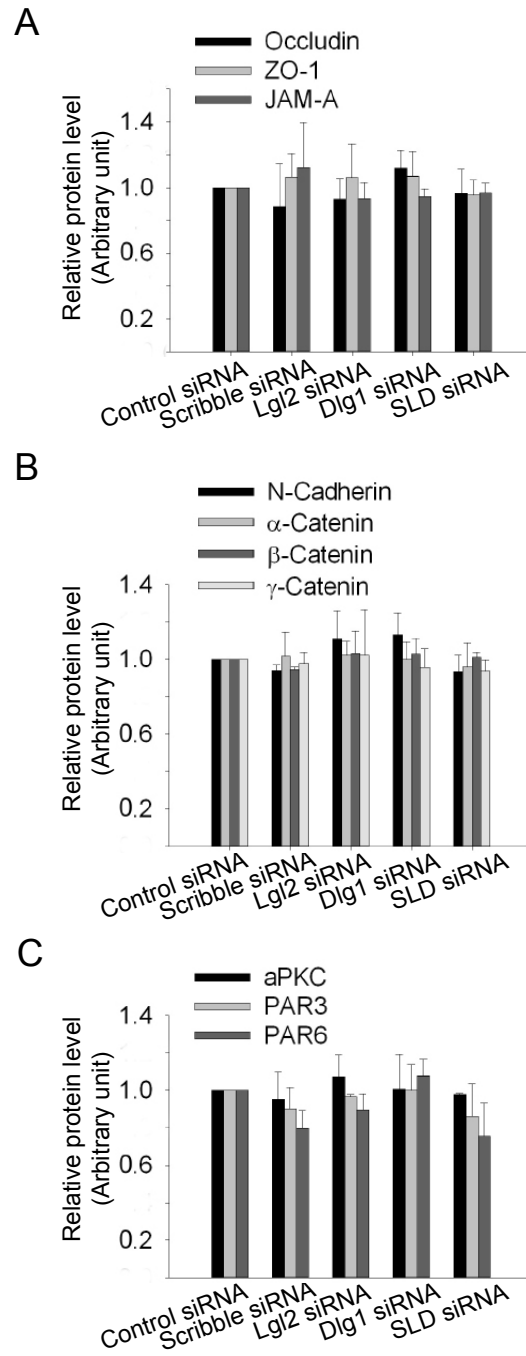 A
Occludin
ZO-1
JAM-A
Relative protein level
(Arbitrary unit)
1.4
1.0
0.6
0.2
Control siRNA
Scribble siRNA
Lgl2 siRNA
Dlg1 siRNA
SLD siRNA
B
N-Cadherin
α-Catenin
β-Catenin
γ-Catenin
Relative protein level
(Arbitrary unit)
1.4
1.0
0.6
0.2
Control siRNA
Scribble siRNA
Lgl2 siRNA
Dlg1 siRNA
SLD siRNA
C
aPKC
PAR3
PAR6
Relative protein level
(Arbitrary unit)
1.4
1.0
0.6
0.2
Control siRNA
Scribble siRNA
Lgl2 siRNA
Dlg1 siRNA
SLD siRNA